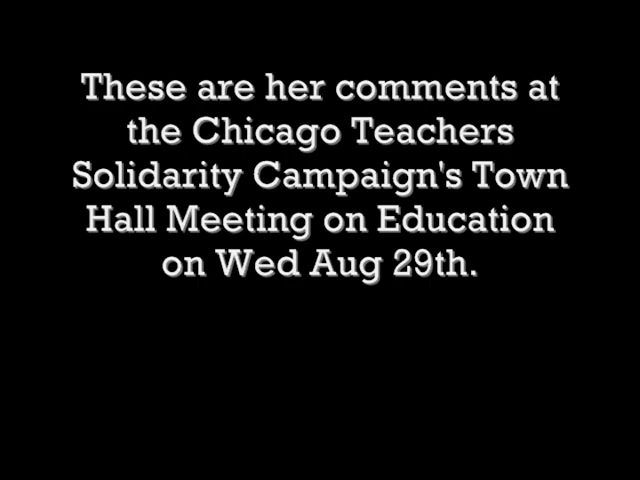 These are her comments at
the Chicago Teachers
Solidarity Campaign's Town
Hall Meeting on Education
on Wed Aug 29th.